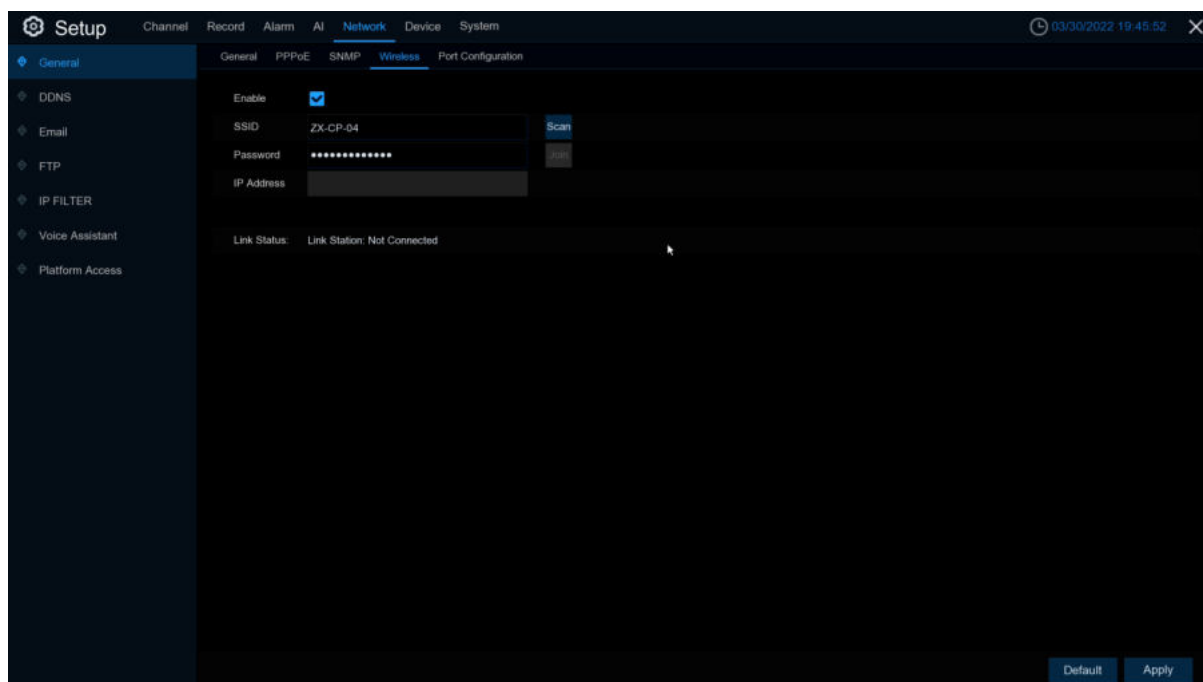 Setup Channel Record Alarm AI Network Device System 03/30/2022 19:45:52
General PPPoE SNMP Wireless Port Configuration
General
DDNS
Email
FTP
IP FILTER
Voice Assistant
Platform Access
Enable
SSID ZX-CP-04 Scan
Password ••••••••••••• Join
IP Address
Link Status: Link Station: Not Connected
Default Apply